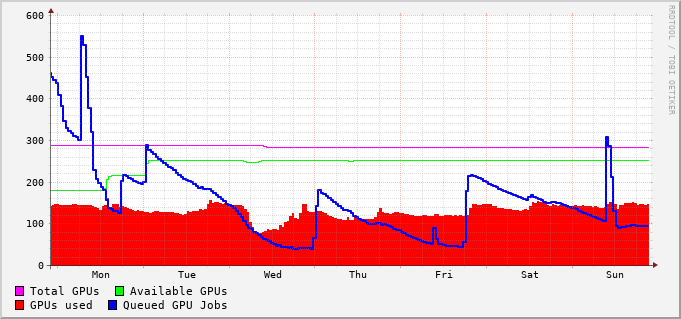 600
500
400
300
200
100
0
Mon Tue Wed Thu Fri Sat Sun
Total GPUs Available GPUs
GPUs used Queued GPU Jobs
RRDTOOL / TOBI OETIKER